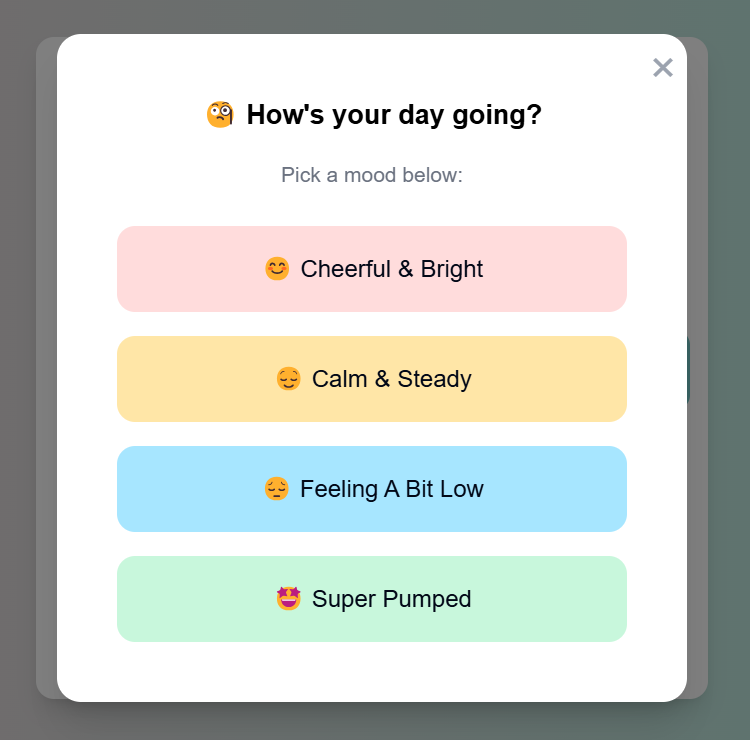 🧐 How's your day going?
Pick a mood below:
😊 Cheerful & Bright
😌 Calm & Steady
😔 Feeling A Bit Low
🤩 Super Pumped